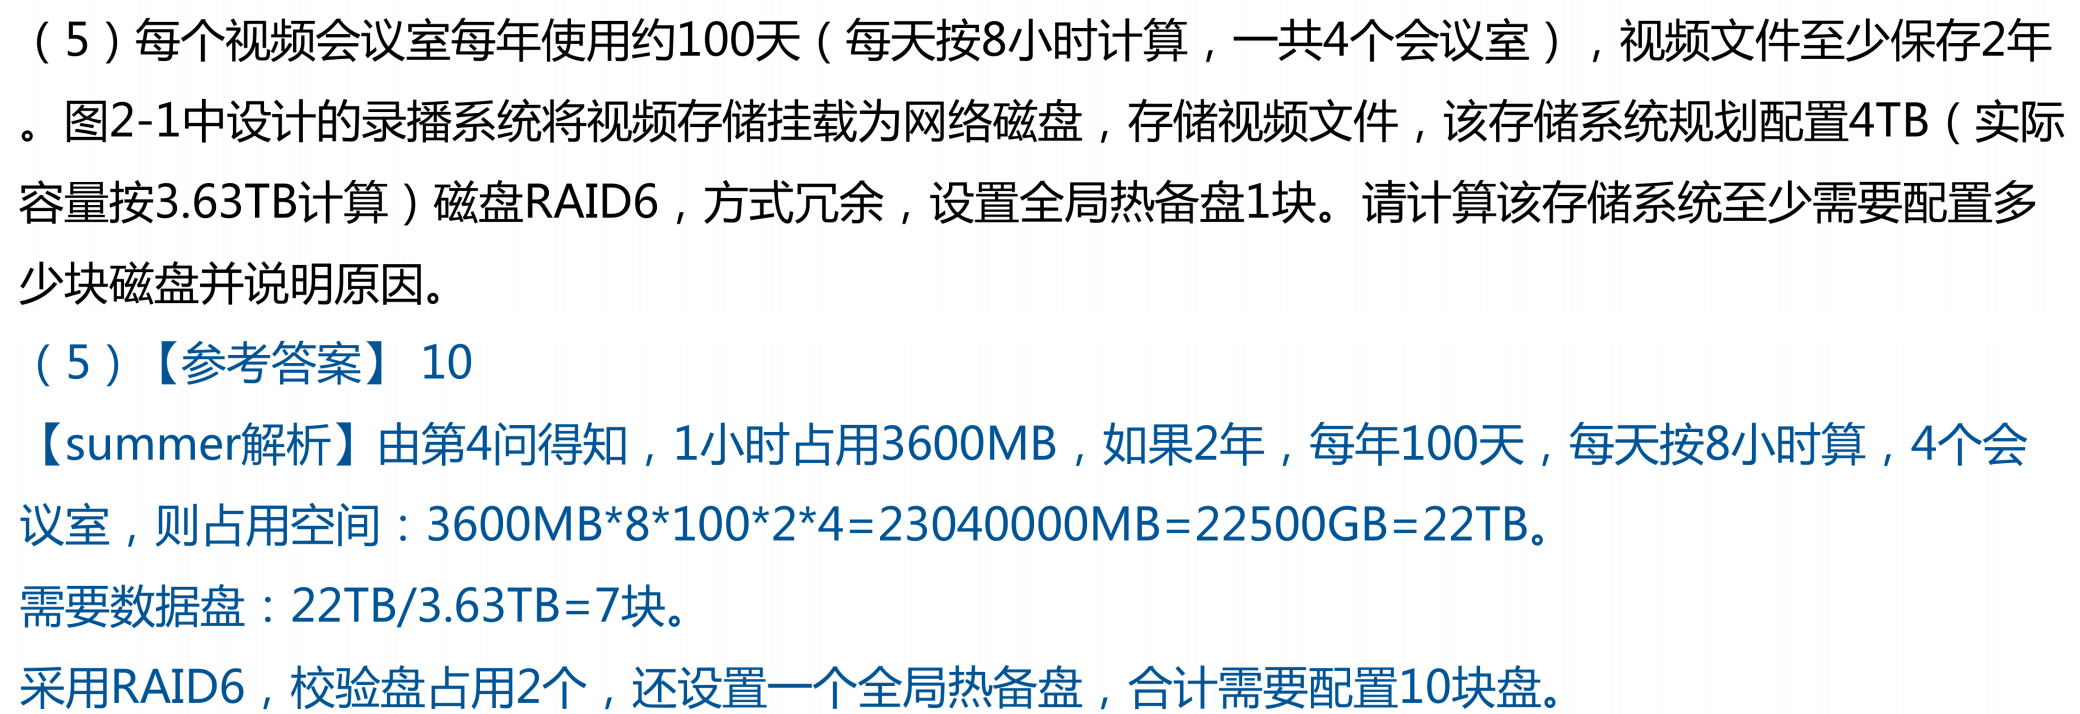 （5）每个视频会议室每年使用约100天（每天按8小时计算，一共4个会议室），视频文件至少保存2年
。图2-1中设计的录播系统将视频存储挂载为网络磁盘，存储视频文件，该存储系统规划配置4TB（实际
容量按3.63TB计算）磁盘RAID6，方式冗余，设置全局热备盘1块。请计算该存储系统至少需要配置多
少块磁盘并说明原因。
（5）【参考答案】 10
【summer解析】由第4问得知，1小时占用3600MB，如果2年，每年100天，每天按8小时算，4个会
议室，则占用空间：3600MB*8*100*2*4=23040000MB=22500GB=22TB。
需要数据盘：22TB/3.63TB=7块。
采用RAID6，校验盘占用2个，还设置一个全局热备盘，合计需要配置10块盘。